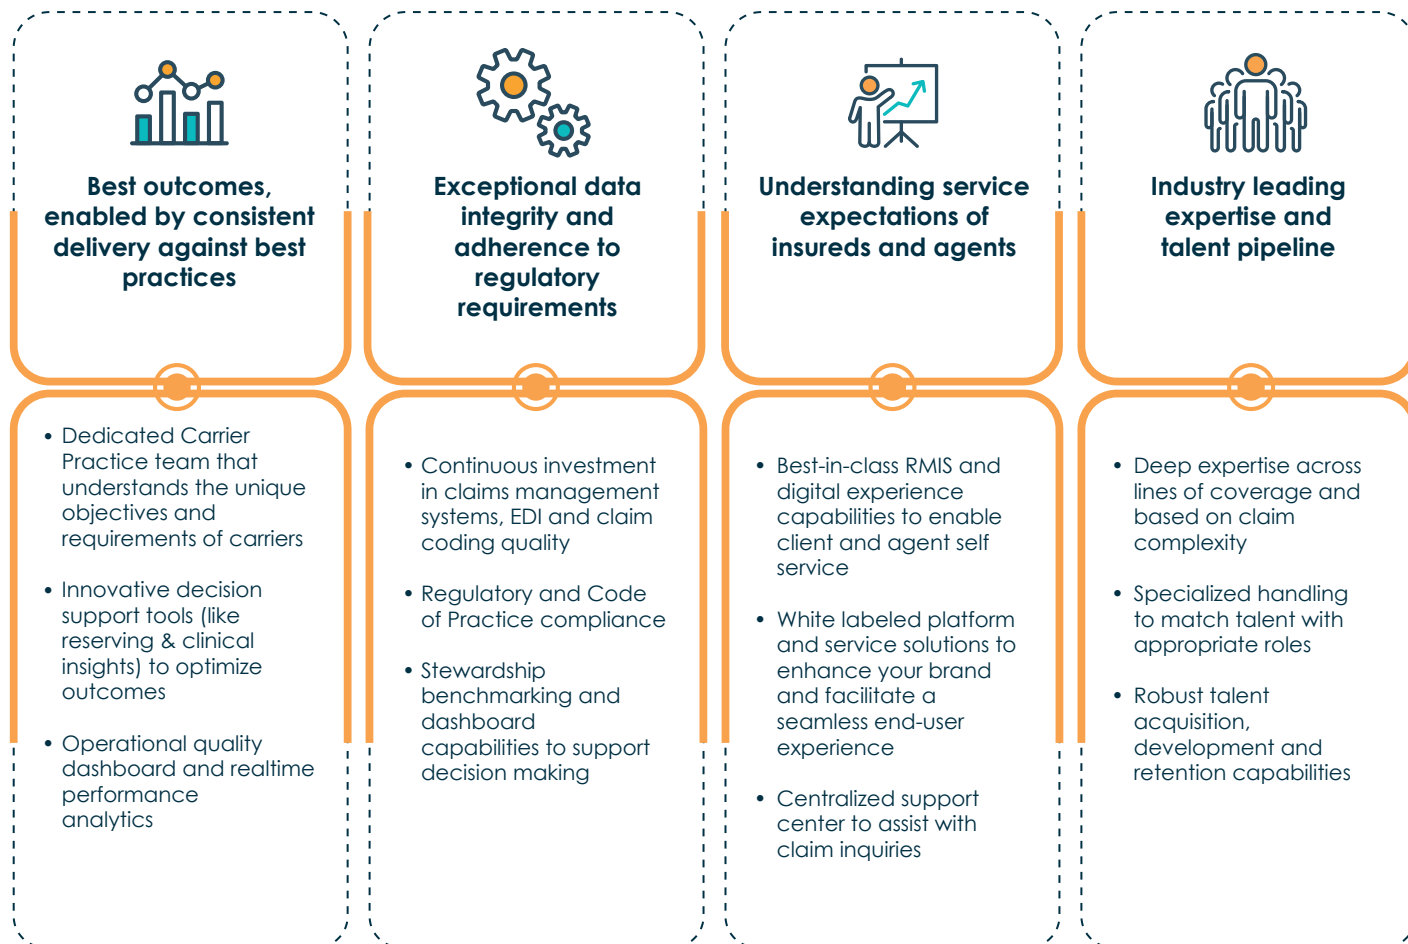 Best outcomes,
enabled by consistent
delivery against best
practices
• Dedicated Carrier
Practice team that
understands the unique
objectives and
requirements of carriers
• Innovative decision
support tools (like
reserving & clinical
insights) to optimize
outcomes
• Operational quality
dashboard and realtime
performance
analytics
Exceptional data
integrity and
adherence to
regulatory
requirements
• Continuous investment
in claims management
systems, EDI and claim
coding quality
• Regulatory and Code
of Practice compliance
• Stewardship
benchmarking and
dashboard
capabilities to support
decision making
Understanding service
expectations of
insureds and agents
• Best-in-class RMIS and
digital experience
capabilities to enable
client and agent self
service
• White labeled platform
and service solutions to
enhance your brand
and facilitate a
seamless end-user
experience
• Centralized support
center to assist with
claim inquiries
Industry leading
expertise and
talent pipeline
• Deep expertise across
lines of coverage and
based on claim
complexity
• Specialized handling
to match talent with
appropriate roles
• Robust talent
acquisition,
development and
retention capabilities